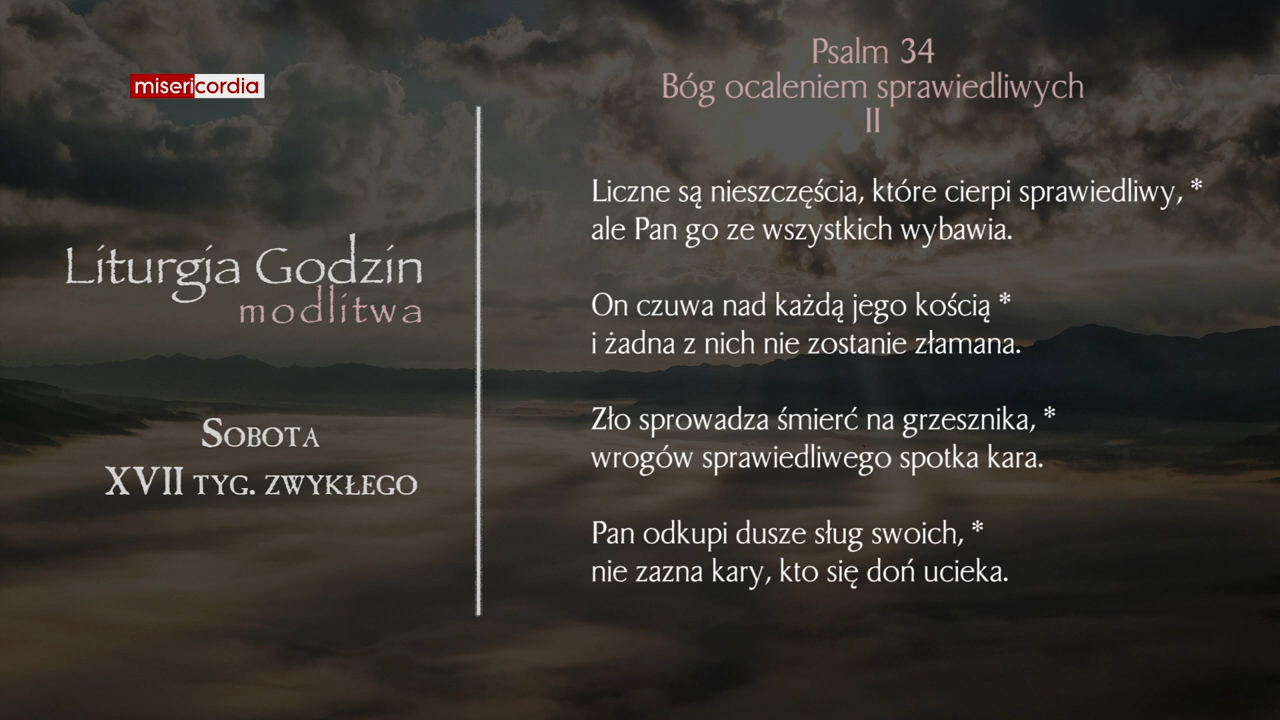 misericordia
Liturgia Godzin
modlitwa
Sobota
XVII tyg. zwykłego
Psalm 34
Bóg ocaleniem sprawiedliwych
II
Liczne są nieszczęścia, które cierpi sprawiedliwy, *
ale Pan go ze wszystkich wybawia.
On czuwa nad każdą jego kością *
i żadna z nich nie zostanie złamana.
Zło sprowadza śmierć na grzesznika, *
wrogów sprawiedliwego spotka kara.
Pan odkupi dusze sług swoich, *
nie zazna kary, kto się doń ucieka.